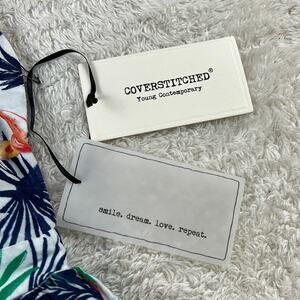 COVERSTITCHED®
Young Contemporary
smile. dream. love. repeat.